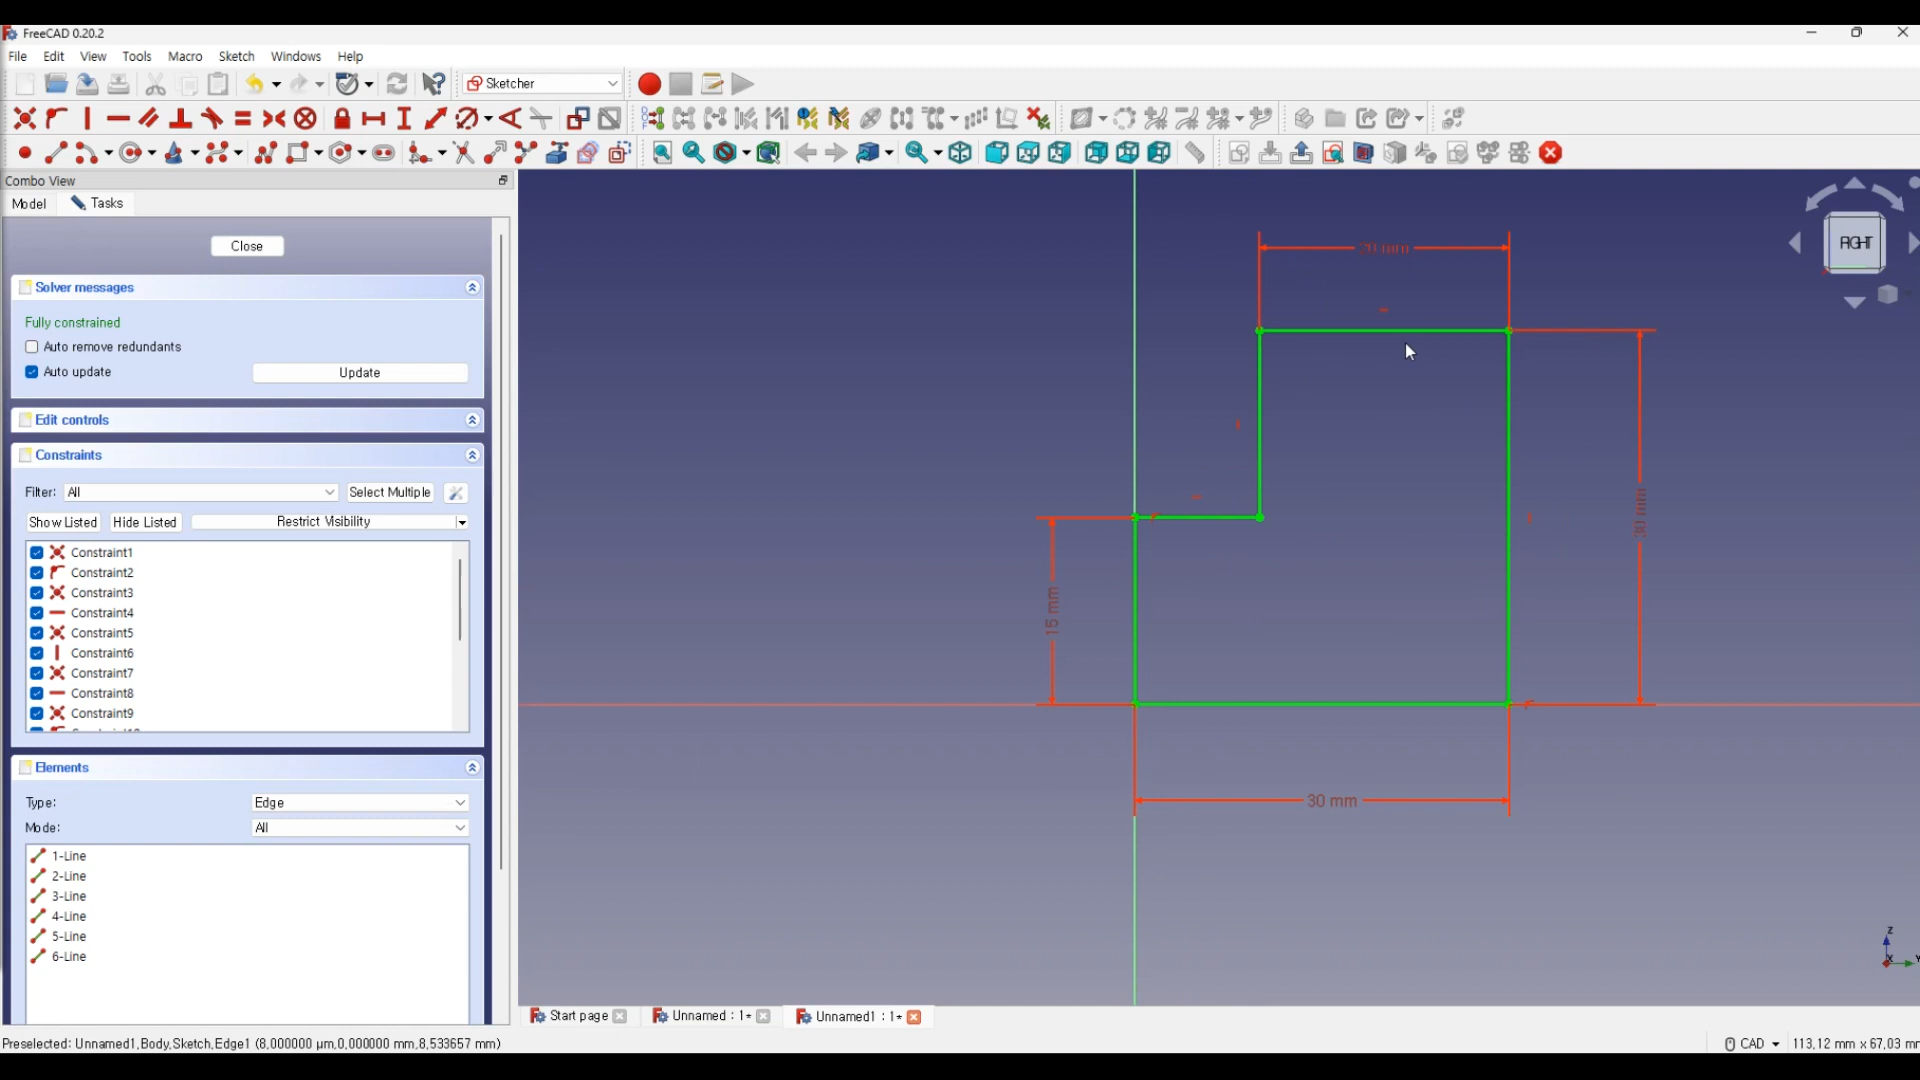 FreeCAD 0.20.2
File Edit View Tools Macro Sketch Windows Help
Sketcher
Combo View
Model Tasks
Close
Solver messages
Fully constrained
Auto remove redundants
Auto update Update
Edit controls
Constraints
Filter: All Select Multiple
Show Listed Hide Listed Restrict Visibility
Constraint1
Constraint2
Constraint3
Constraint4
Constraint5
Constraint6
Constraint7
Constraint8
Constraint9
Elements
Type: Edge
Mode: All
1-Line
2-Line
3-Line
4-Line
5-Line
6-Line
20 mm
15 mm
30 mm
30 mm
RIGHT
Z
X
Y
Start page Unnamed : 1* Unnamed1 : 1*
Preselected: Unnamed1.Body.Sketch.Edge1 (8,000000 µm,0,000000 mm,8,533657 mm)
CAD 113,12 mm x 67,03 mm